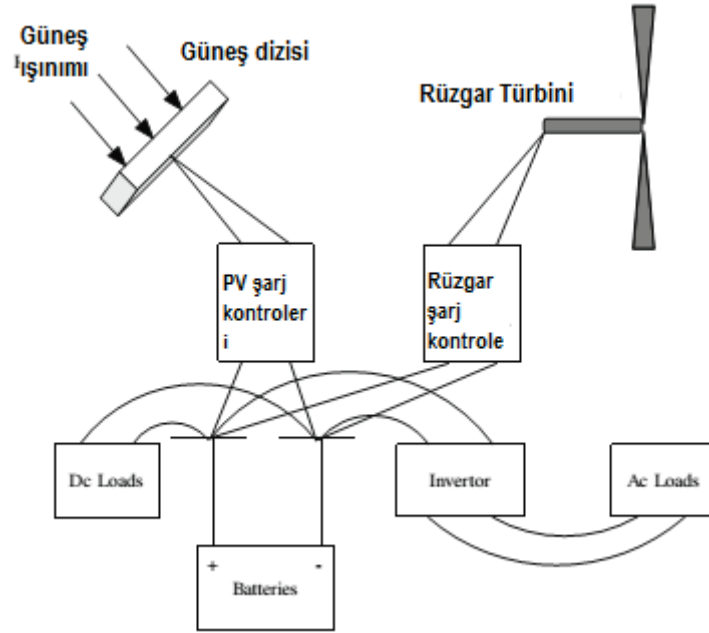 Güneş
ışınımı
Güneş dizisi
Rüzgar Türbini
PV şarj
kontroler
i
Rüzgar
şarj
kontrole
Dc Loads
Invertor
Ac Loads
+ -
Batteries